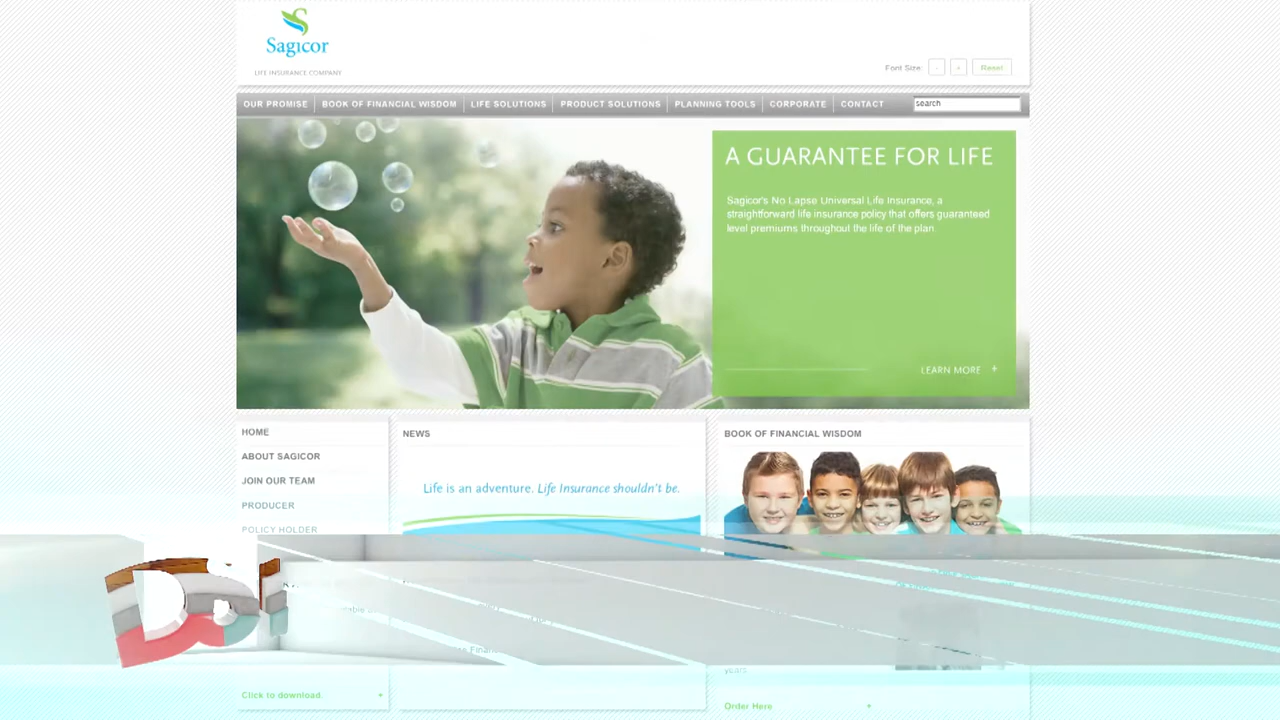 Sagicor
LIFE INSURANCE COMPANY
Font Size: - + Reset
OUR PROMISE
BOOK OF FINANCIAL WISDOM
LIFE SOLUTIONS
PRODUCT SOLUTIONS
PLANNING TOOLS
CORPORATE
CONTACT
search
A GUARANTEE FOR LIFE
Sagicor's No Lapse Universal Life Insurance, a
straightforward life insurance policy that offers guaranteed
level premiums throughout the life of the plan.
LEARN MORE +
HOME
ABOUT SAGICOR
JOIN OUR TEAM
PRODUCER
POLICY HOLDER
Click to download +
NEWS
Life is an adventure. Life Insurance shouldn't be.
BOOK OF FINANCIAL WISDOM
years
Order Here +